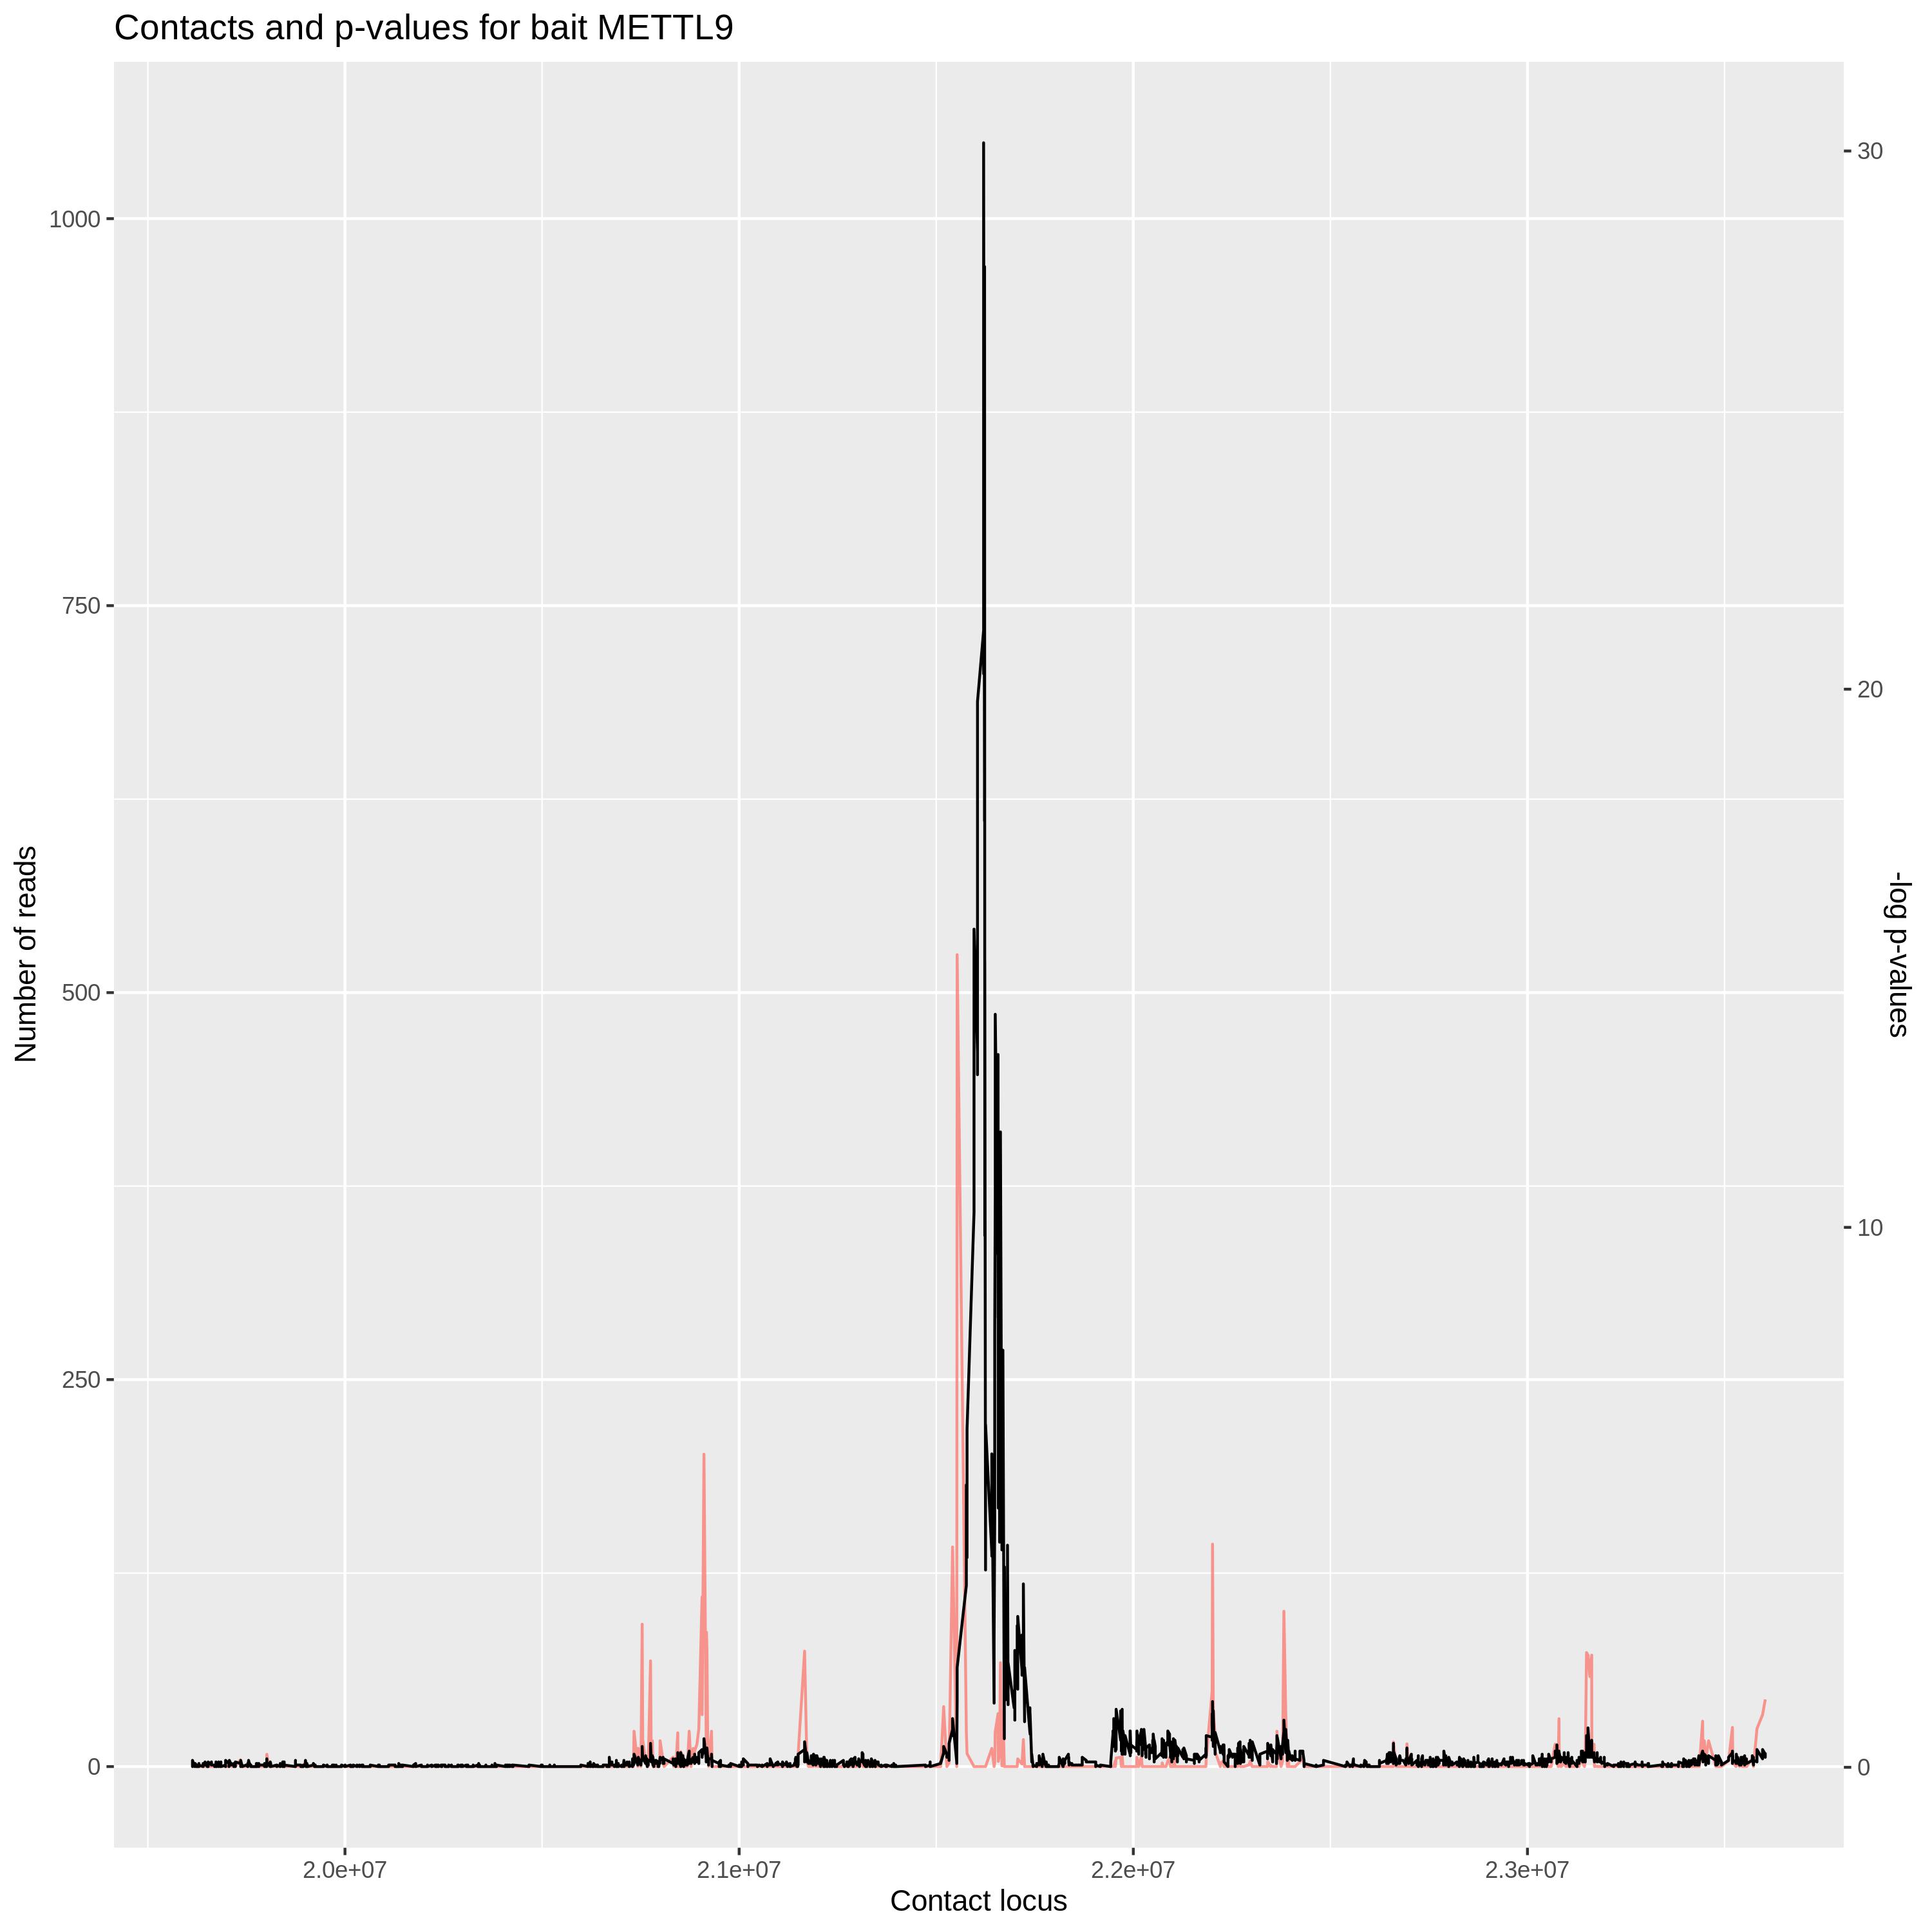 Contacts and p-values for bait METTL9
30
1000
750
20
Number of reads
-log p-values
500
10
250
0
0
2.0e+07
2.1e+07
2.2e+07
2.3e+07
Contact locus